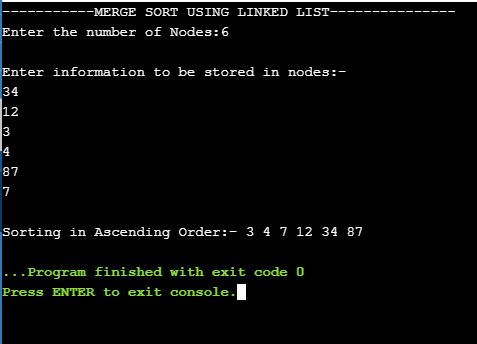 -----------MERGE SORT USING LINKED LIST---------------
Enter the number of Nodes:6
Enter information to be stored in nodes:-
34
12
3
4
87
7
Sorting in Ascending Order:- 3 4 7 12 34 87
...Program finished with exit code 0
Press ENTER to exit console.